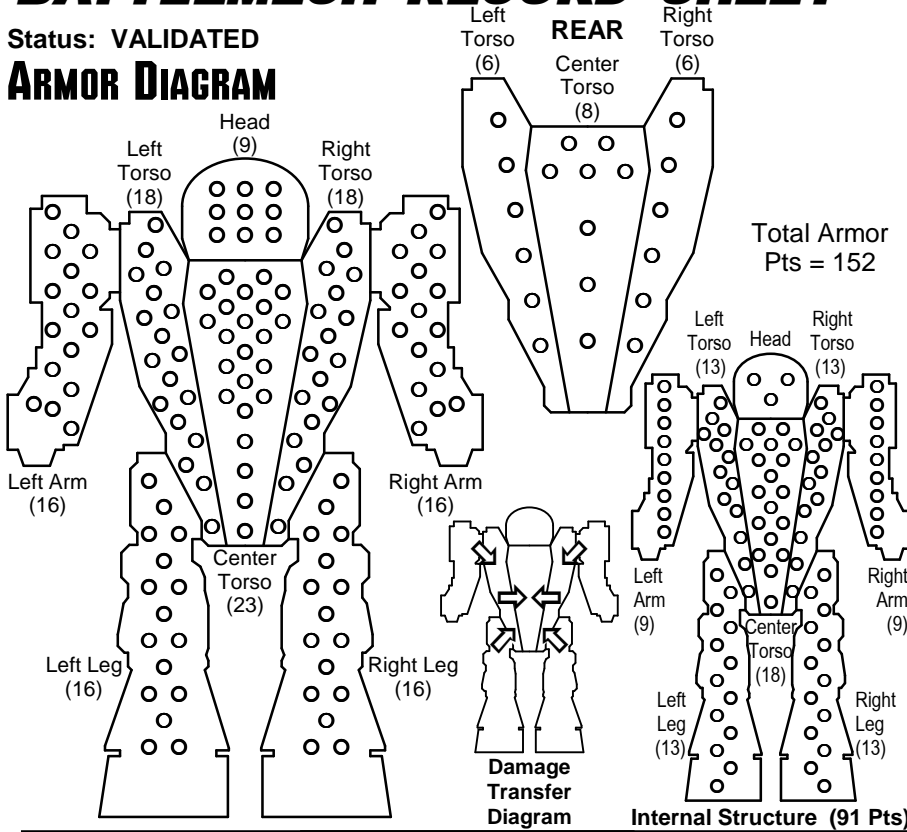 BATTLEMECH RECORD SHEET
Status: VALIDATED
ARMOR DIAGRAM
Left
Torso
(18)
Head
(9)
Right
Torso
(18)
Left Arm
(16)
Right Arm
(16)
Center
Torso
(23)
Left Leg
(16)
Right Leg
(16)
Left
Torso
(6)
REAR
Center
Torso
(8)
Right
Torso
(6)
Total Armor
Pts = 152
Left
Torso
(13)
Head
Right
Torso
(13)
Left
Arm
(9)
Right
Arm
(9)
Center
Torso
(18)
Left
Leg
(13)
Right
Leg
(13)
Damage
Transfer
Diagram
Internal Structure (91 Pts)